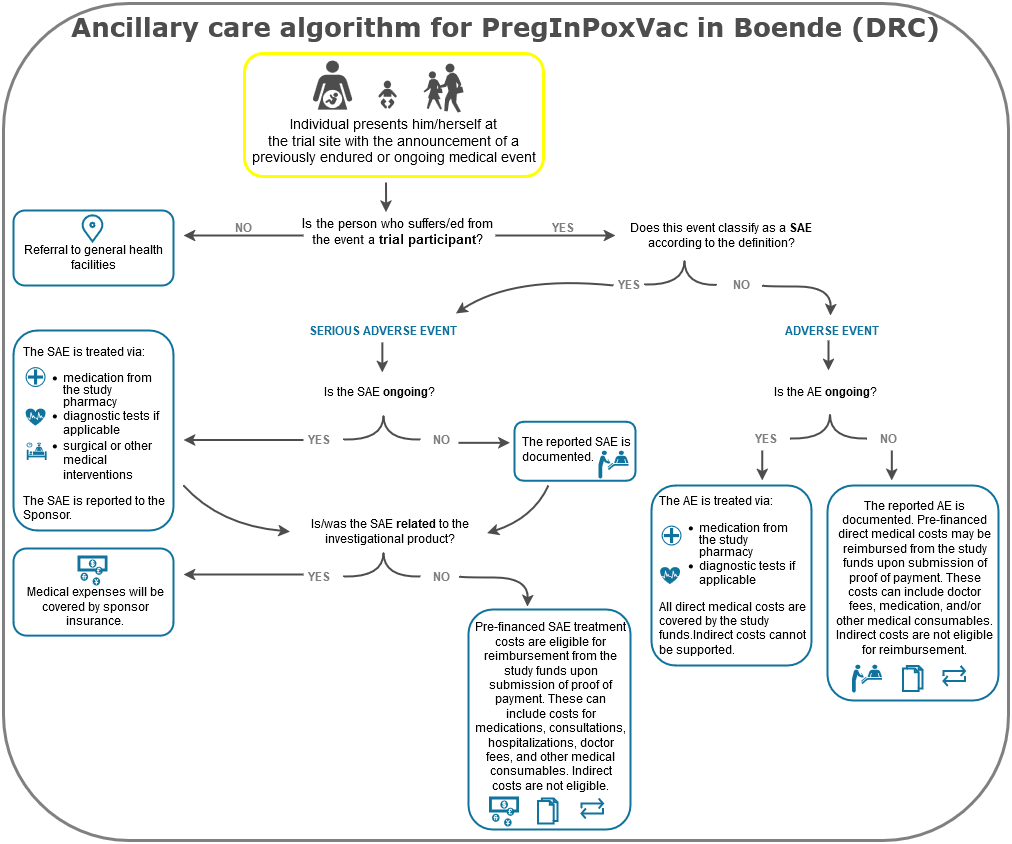 Ancillary care algorithm for PregInPoxVac in Boende (DRC)
Individual presents him/herself at
the trial site with the announcement of a
previously endured or ongoing medical event
Is the person who suffers/ed from
the event a trial participant?
NO
YES
Referral to general health
facilities
Does this event classify as a SAE
according to the definition?
YES
NO
SERIOUS ADVERSE EVENT
ADVERSE EVENT
Is the SAE ongoing?
Is the AE ongoing?
YES
NO
YES
NO
The SAE is treated via:
• medication from
the study
pharmacy
• diagnostic tests if
applicable
• surgical or other
medical
interventions
The SAE is reported to the
Sponsor.
The reported SAE is
documented.
Is/was the SAE related to the
investigational product?
YES
NO
Medical expenses will be
covered by sponsor
insurance.
Pre-financed SAE treatment
costs are eligible for
reimbursement from the
study funds upon
submission of proof of
payment. These can
include costs for
medications, consultations,
hospitalizations, doctor
fees, and other medical
consumables. Indirect
costs are not eligible.
The AE is treated via:
• medication from
the study
pharmacy
• diagnostic tests if
applicable
All direct medical costs are
covered by the study
funds.Indirect costs cannot
be supported.
The reported AE is
documented. Pre-financed
direct medical costs may be
reimbursed from the study
funds upon submission of
proof of payment. These
costs can include doctor
fees, medication, and/or
other medical consumables.
Indirect costs are not eligible
for reimbursement.